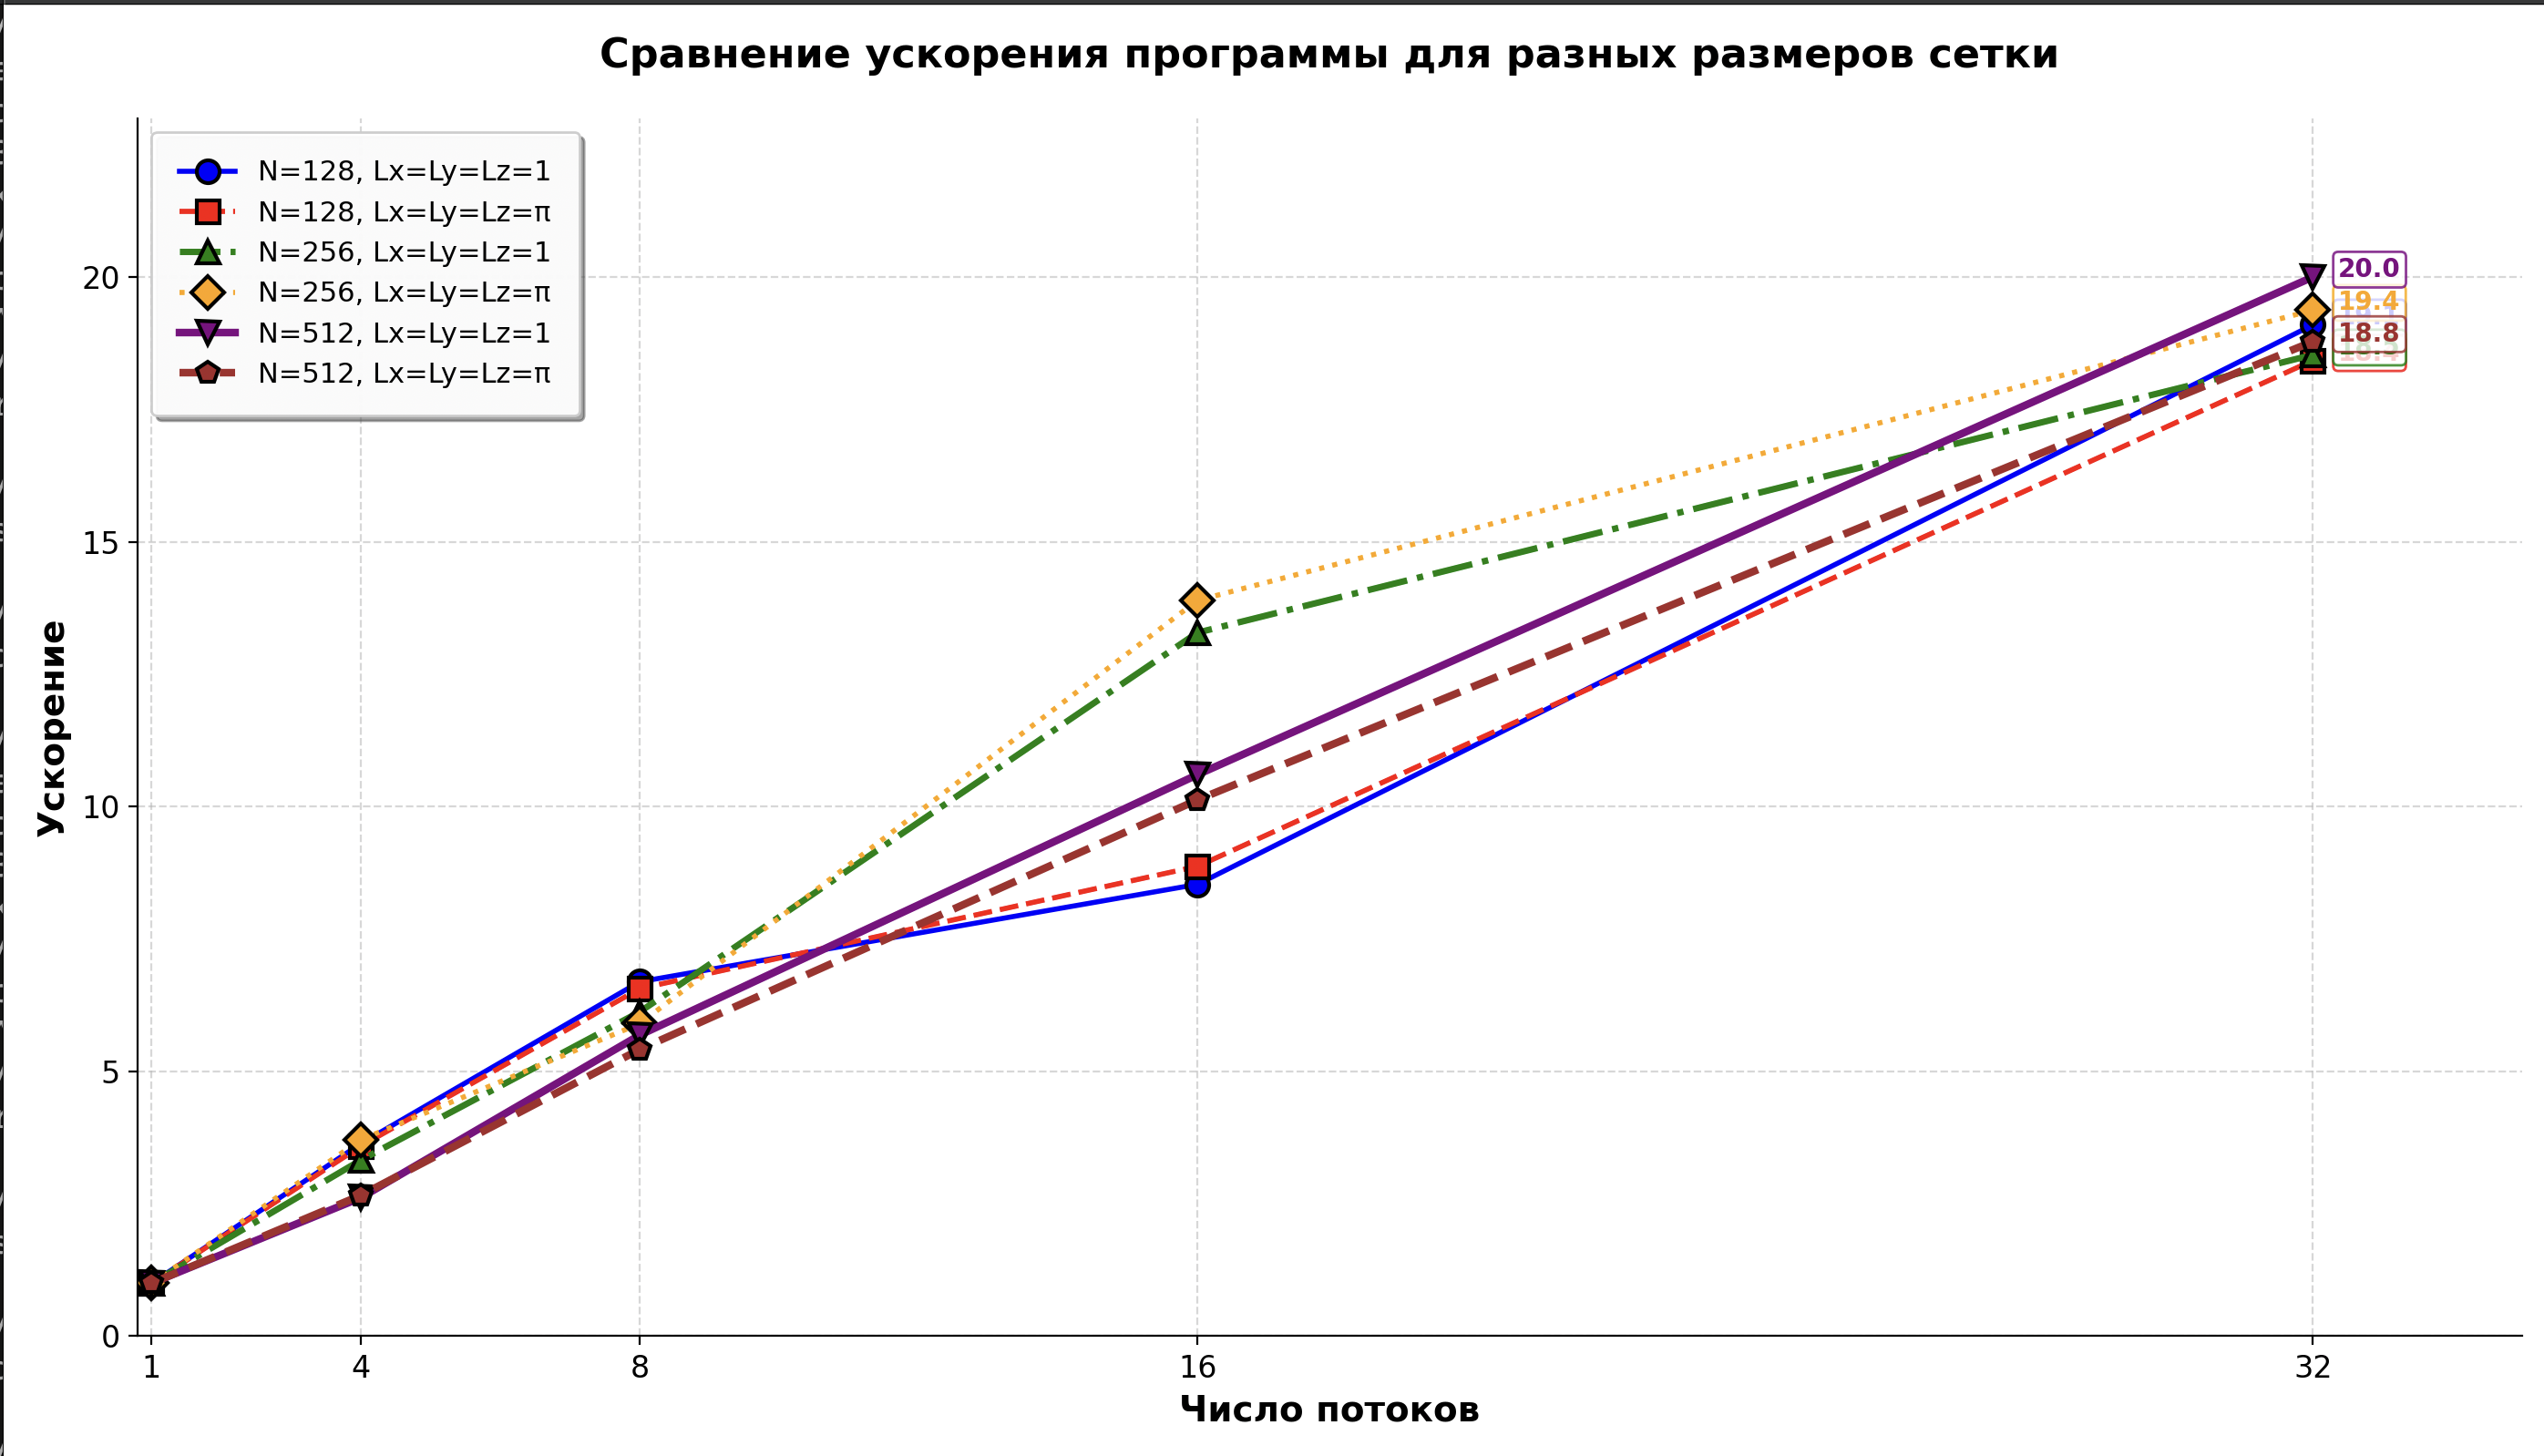 Сравнение ускорения программы для разных размеров сетки
N=128, Lx=Ly=Lz=1
N=128, Lx=Ly=Lz=π
N=256, Lx=Ly=Lz=1
N=256, Lx=Ly=Lz=π
N=512, Lx=Ly=Lz=1
N=512, Lx=Ly=Lz=π
20.0
19.4
18.8
20
15
10
5
0
Ускорение
1 4 8 16 32
Число потоков